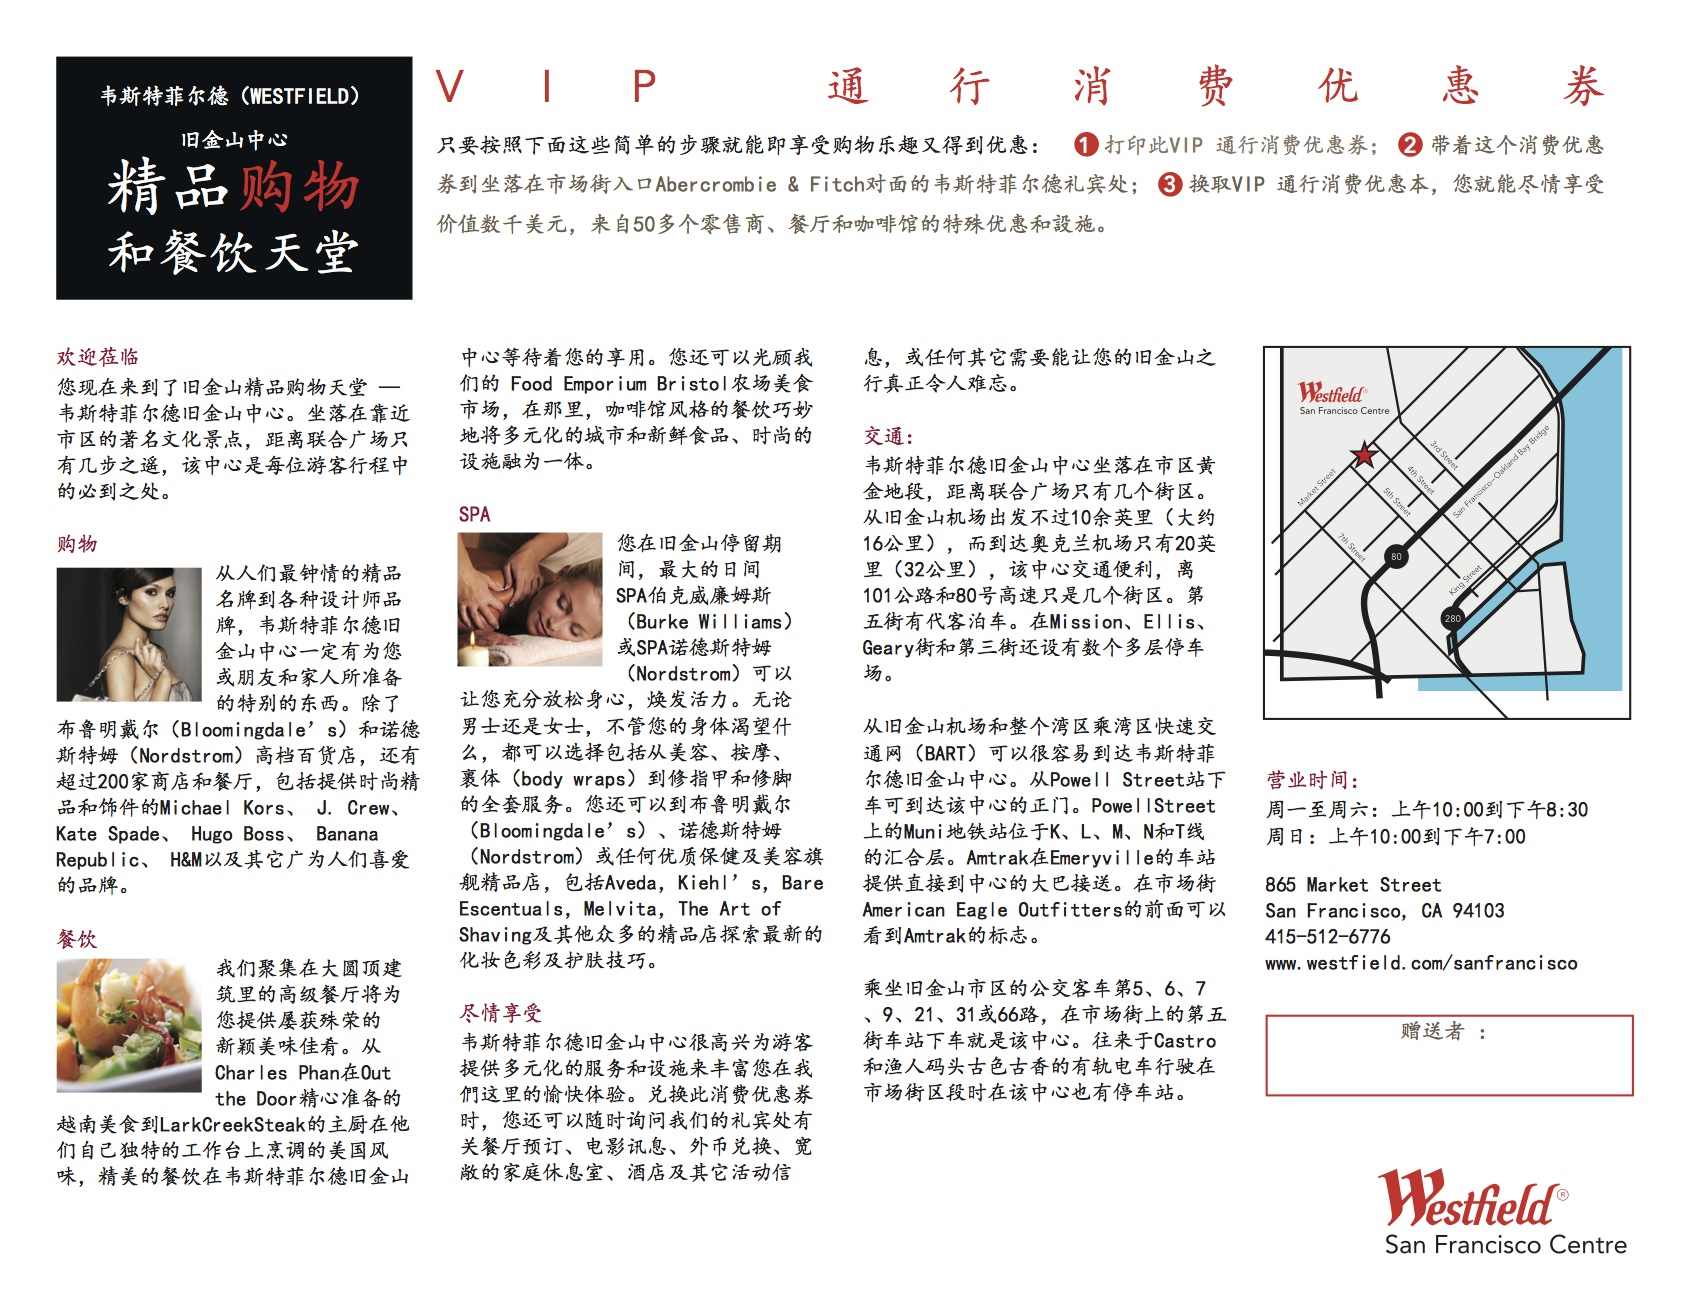 韦斯特菲尔德（WESTFIELD）
旧金山中心
精品购物
和餐饮天堂
VIP 通行消费优惠券
只要按照下面这些简单的步骤就能即享受购物乐趣又得到优惠： 1 打印此VIP 通行消费优惠券； 2 带着这个消费优惠
券到坐落在市场街入口Abercrombie & Fitch对面的韦斯特菲尔德礼宾处； 3 换取VIP 通行消费优惠本，您就能尽情享受
价值数千美元，来自50多个零售商、餐厅和咖啡馆的特殊优惠和設施。
欢迎莅临
您现在来到了旧金山精品购物天堂 —
韦斯特菲尔德旧金山中心。坐落在靠近
市区的著名文化景点，距离联合广场只
有几步之遥，该中心是每位游客行程中
的必到之处。
购物
从人们最钟情的精品
名牌到各种设计师品
牌，韦斯特菲尔德旧
金山中心一定有为您
或朋友和家人所准备
的特别的东西。除了
布鲁明戴尔（Bloomingdale’s）和诺德
斯特姆（Nordstrom）高档百货店，还有
超过200家商店和餐厅，包括提供时尚精
品和饰件的Michael Kors、 J. Crew、
Kate Spade、 Hugo Boss、 Banana
Republic、 H&M以及其它广为人们喜爱
的品牌。
餐饮
我们聚集在大圆顶建
筑里的高级餐厅将为
您提供屡获殊荣的
新颖美味佳肴。从
Charles Phan在Out
the Door精心准备的
越南美食到LarkCreekSteak的主厨在他
们自己独特的工作台上烹调的美国风
味，精美的餐饮在韦斯特菲尔德旧金山
中心等待着您的享用。您还可以光顾我
们的 Food Emporium Bristol农场美食
市场，在那里，咖啡馆风格的餐饮巧妙
地将多元化的城市和新鲜食品、时尚的
设施融为一体。
SPA
您在旧金山停留期
间，最大的日间
SPA伯克威廉姆斯
（Burke Williams）
或SPA诺德斯特姆
（Nordstrom）可以
让您充分放松身心，焕发活力。无论
男士还是女士，不管您的身体渴望什
么，都可以选择包括从美容、按摩、
裹体（body wraps）到修指甲和修脚
的全套服务。您还可以到布鲁明戴尔
（Bloomingdale’s）、诺德斯特姆
（Nordstrom）或任何优质保健及美容旗
舰精品店，包括Aveda，Kiehl’s，Bare
Escentuals，Melvita，The Art of
Shaving及其他众多的精品店探索最新的
化妆色彩及护肤技巧。
尽情享受
韦斯特菲尔德旧金山中心很高兴为游客
提供多元化的服务和设施来丰富您在我
們这里的愉快体验。兑换此消费优惠券
时，您还可以随时询问我们的礼宾处有
关餐厅预订、电影讯息、外币兑换、宽
敞的家庭休息室、酒店及其它活动信
息，或任何其它需要能让您的旧金山之
行真正令人难忘。
交通：
韦斯特菲尔德旧金山中心坐落在市区黄
金地段，距离联合广场只有几个街区。
从旧金山机场出发不过10余英里（大约
16公里），而到达奥克兰机场只有20英
里（32公里），该中心交通便利，离
101公路和80号高速只是几个街区。第
五街有代客泊车。在Mission、Ellis、
Geary街和第三街还设有数个多层停车
场。
从旧金山机场和整个湾区乘湾区快速交
通网（BART）可以很容易到达韦斯特菲
尔德旧金山中心。从Powell Street站下
车可到达该中心的正门。PowellStreet
上的Muni地铁站位于K、L、M、N和T线
的汇合层。Amtrak在Emeryville的车站
提供直接到中心的大巴接送。在市场街
American Eagle Outfitters的前面可以
看到Amtrak的标志。
乘坐旧金山市区的公交客车第5、6、7
、9、21、31或66路，在市场街上的第五
街车站下车就是该中心。往来于Castro
和渔人码头古色古香的有轨电车行驶在
市场街区段时在该中心也有停车站。
Westfield®
San Francisco Centre
Market Street
3rd Street
4th Street
5th Street
7th Street
San Francisco-Oakland Bay Bridge
King Street
80
280
营业时间：
周一至周六：上午10:00到下午8:30
周日：上午10:00到下午7:00
865 Market Street
San Francisco, CA 94103
415-512-6776
www.westfield.com/sanfrancisco
赠送者 ：
Westfield®
San Francisco Centre